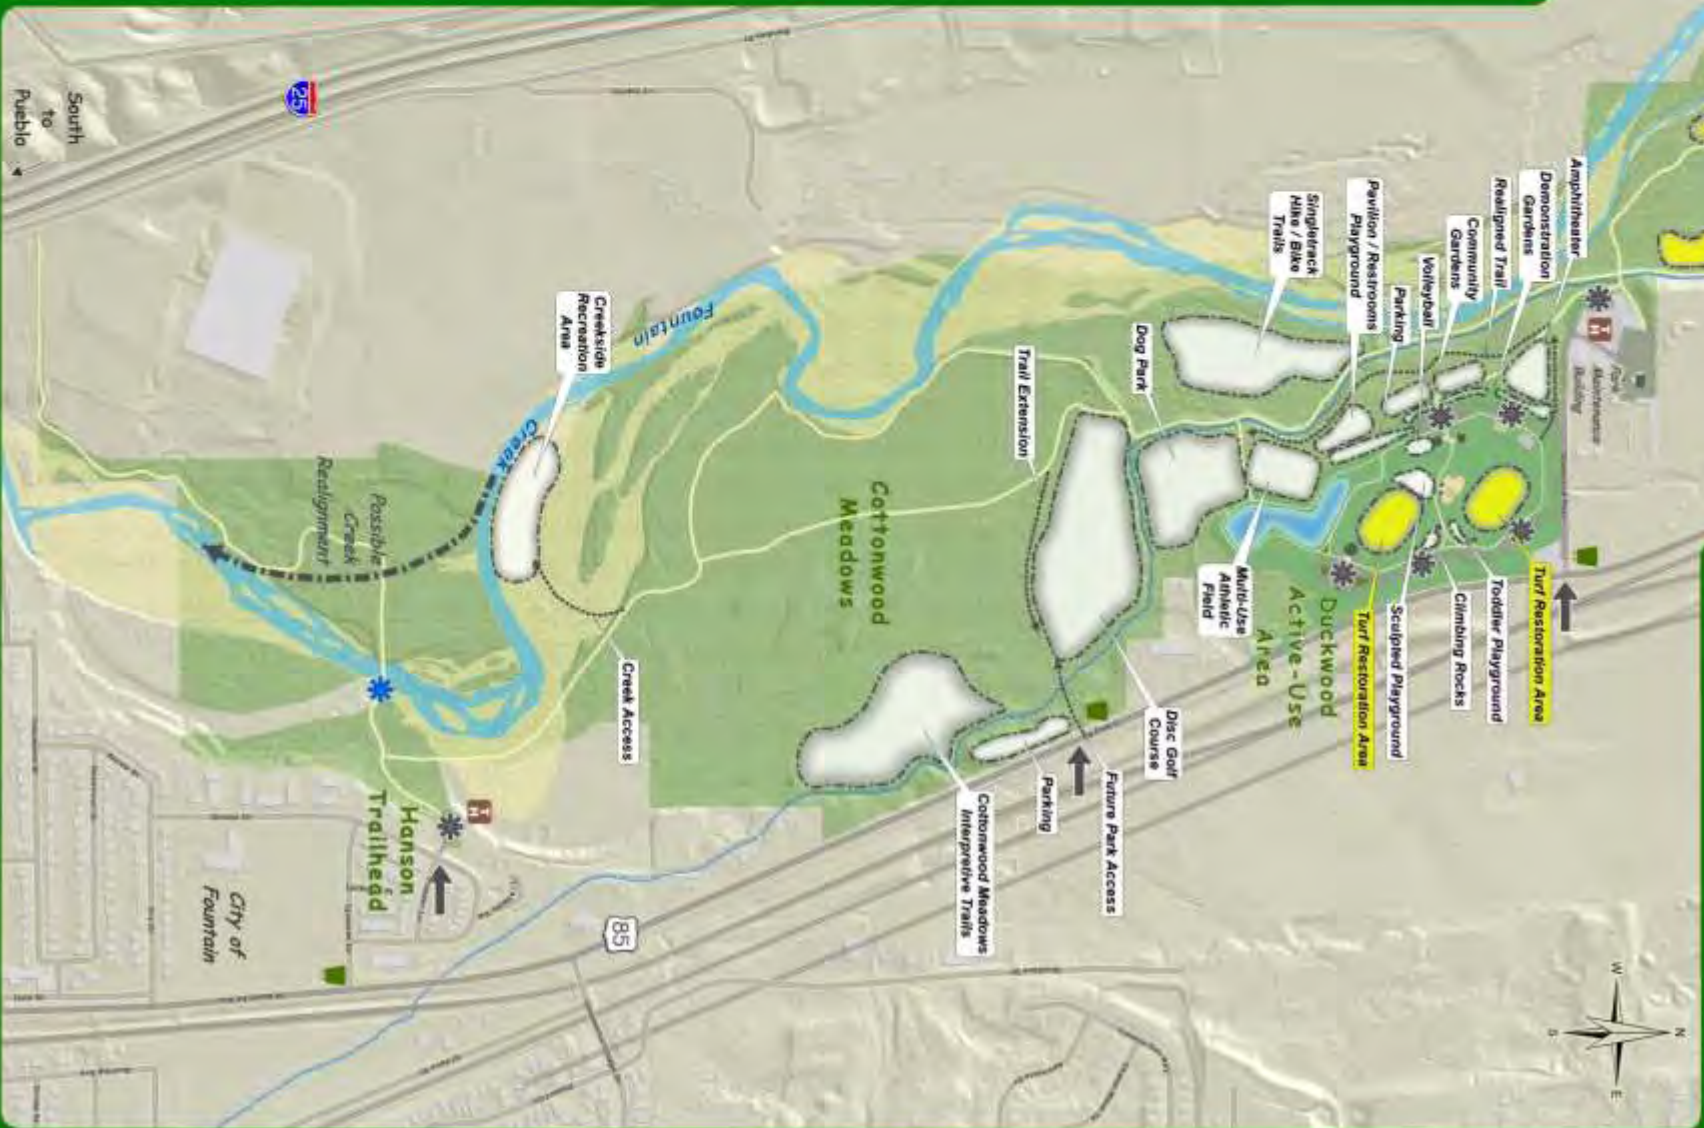 Amphitheater
Demonstration
Gardens
Realigned Trail
Community
Gardens
Volleyball
Parking
Pavilion / Restrooms
Playground
Singletrack
Hike / Bike
Trails
Park
Maintenance
Building
Turf Restoration Area
Toddler Playground
Climbing Rocks
Sculpted Playground
Turf Restoration Area
Duckwood
Active-Use
Area
Multi-Use
Athletic
Field
Dog Park
Trail Extension
Disc Golf
Course
Future Park Access
Parking
Cottonwood Meadows
Interpretive Trails
Cottonwood
Meadows
Fountain
Creek
Creekside
Recreation
Area
Creek Access
Possible
Creek
Realignment
Hanson
Trailhead
City of
Fountain
South
to
Pueblo
25
85
TH
TH
N
W
E
S